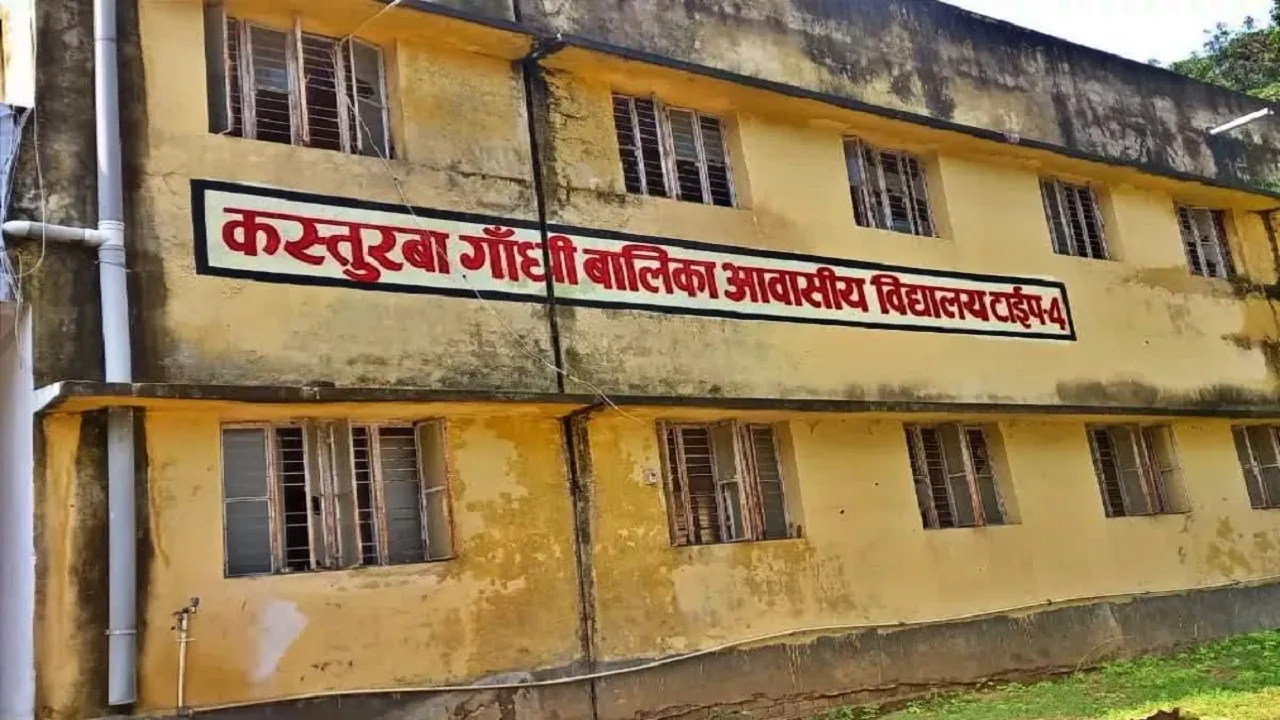 कस्तुरबा गाँधी बालिका आवासीय विद्यालय टाईप-4